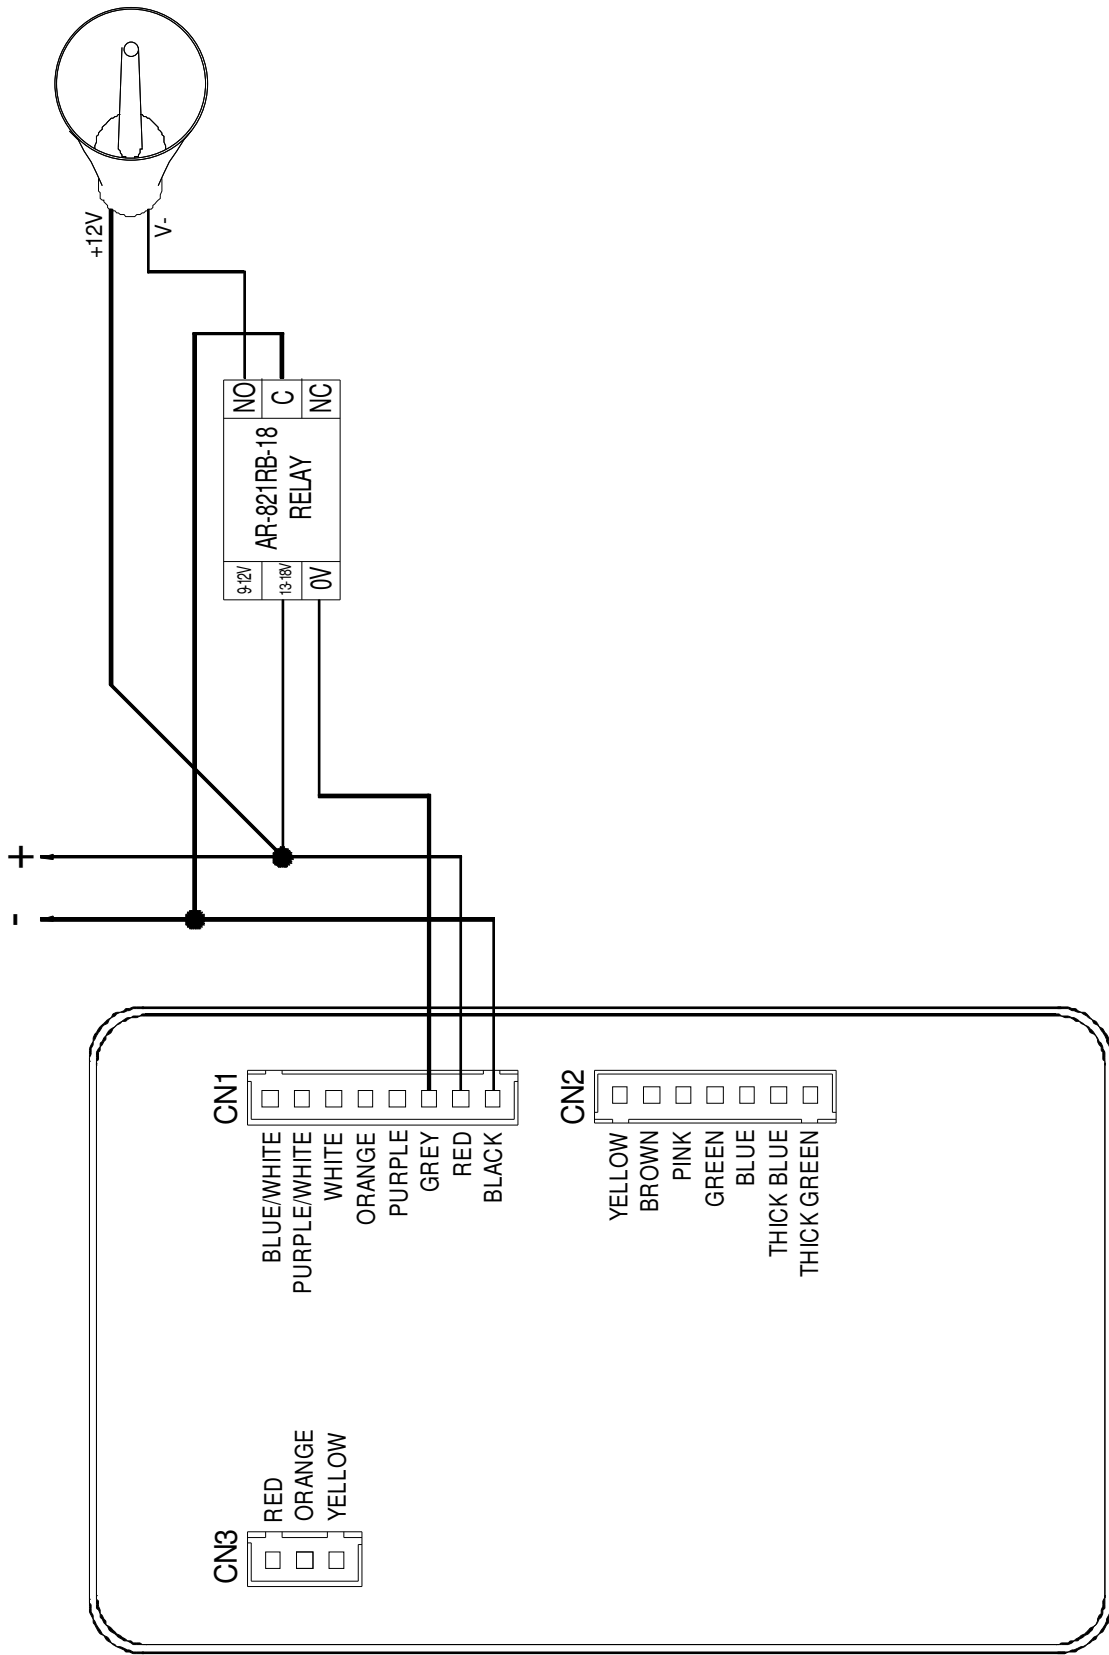 +12V
V-
NO
C
NC
AR-821RB-18
RELAY
9-12V
13-18V
0V
+
-
CN1
BLUE/WHITE
PURPLE/WHITE
WHITE
ORANGE
PURPLE
GREY
RED
BLACK
CN2
YELLOW
BROWN
PINK
GREEN
BLUE
THICK BLUE
THICK GREEN
CN3
RED
ORANGE
YELLOW